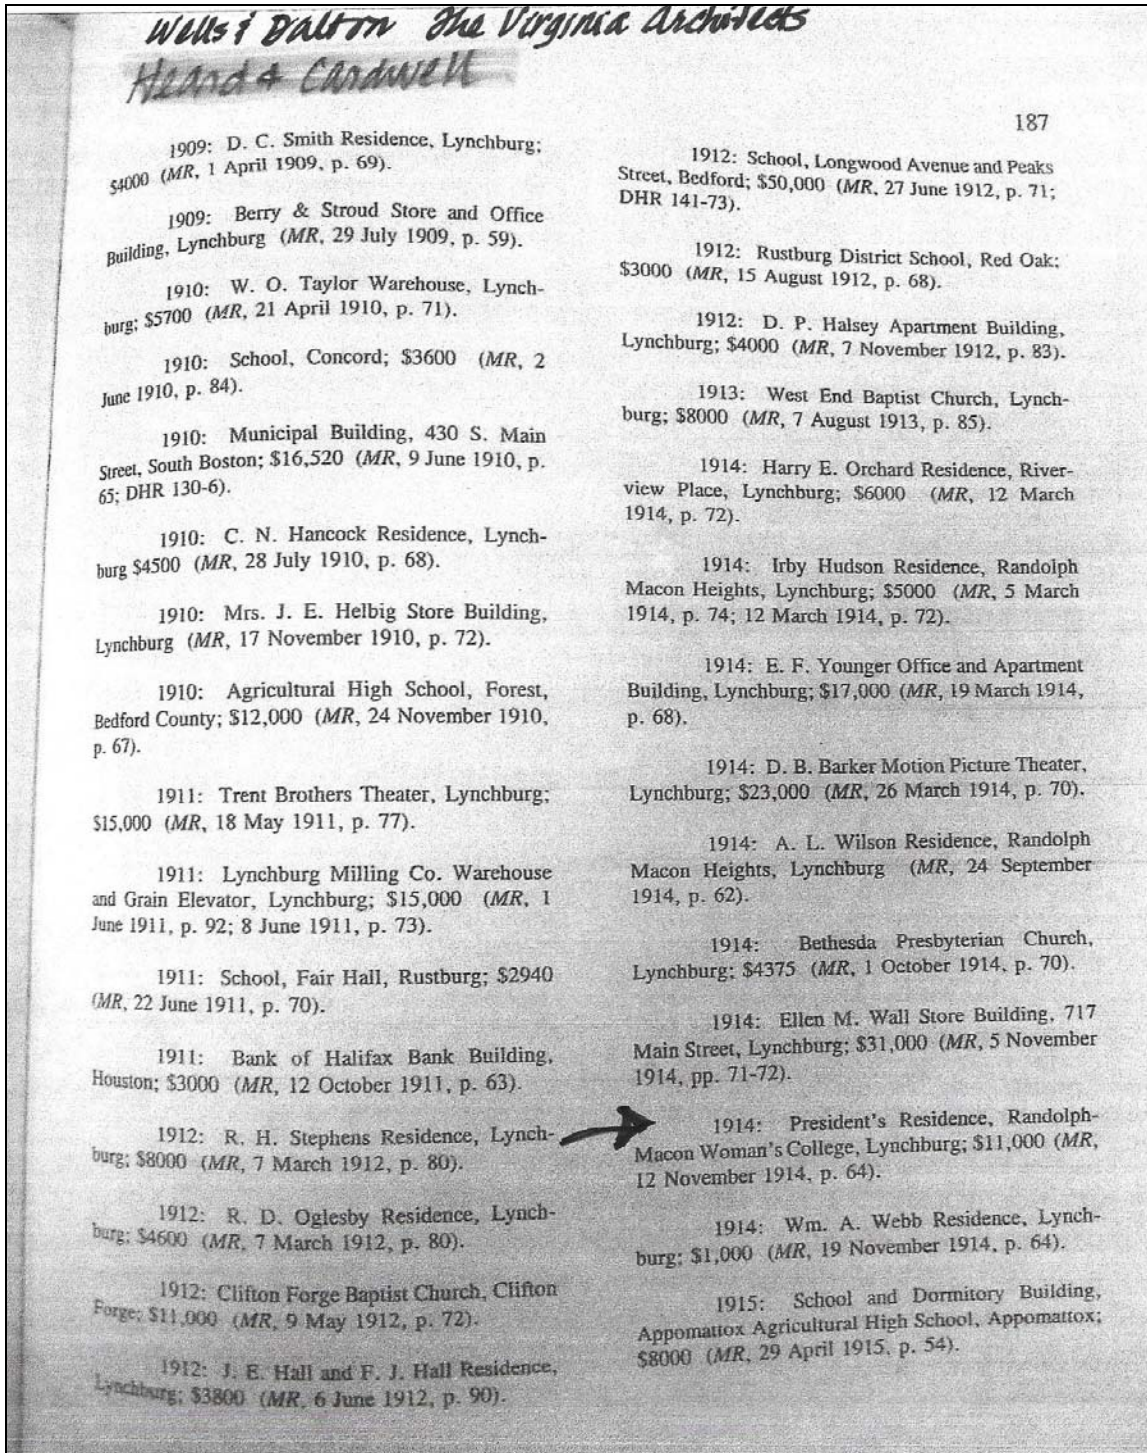 Wells & Dalton The Virginia Architects
Heard & Cardwell
187
1909: D. C. Smith Residence, Lynchburg;
$4000 (MR, 1 April 1909, p. 69).
1909: Berry & Stroud Store and Office
Building, Lynchburg (MR, 29 July 1909, p. 59).
1910: W. O. Taylor Warehouse, Lynch-
burg; $5700 (MR, 21 April 1910, p. 71).
1910: School, Concord; $3600 (MR, 2
June 1910, p. 84).
1910: Municipal Building, 430 S. Main
Street, South Boston; $16,520 (MR, 9 June 1910, p.
65; DHR 130-6).
1910: C. N. Hancock Residence, Lynch-
burg $4500 (MR, 28 July 1910, p. 68).
1910: Mrs. J. E. Helbig Store Building,
Lynchburg (MR, 17 November 1910, p. 72).
1910: Agricultural High School, Forest,
Bedford County; $12,000 (MR, 24 November 1910,
p. 67).
1911: Trent Brothers Theater, Lynchburg;
$15,000 (MR, 18 May 1911, p. 77).
1911: Lynchburg Milling Co. Warehouse
and Grain Elevator, Lynchburg; $15,000 (MR, 1
June 1911, p. 92; 8 June 1911, p. 73).
1911: School, Fair Hall, Rustburg; $2940
(MR, 22 June 1911, p. 70).
1911: Bank of Halifax Bank Building,
Houston; $3000 (MR, 12 October 1911, p. 63).
1912: R. H. Stephens Residence, Lynch-
burg; $8000 (MR, 7 March 1912, p. 80).
1912: R. D. Oglesby Residence, Lynch-
burg; $4600 (MR, 7 March 1912, p. 80).
1912: Clifton Forge Baptist Church, Clifton
Forge; $11,000 (MR, 9 May 1912, p. 72).
1912: J. E. Hall and F. J. Hall Residence,
Lynchburg; $3800 (MR, 6 June 1912, p. 90).
1912: School, Longwood Avenue and Peaks
Street, Bedford; $50,000 (MR, 27 June 1912, p. 71;
DHR 141-73).
1912: Rustburg District School, Red Oak;
$3000 (MR, 15 August 1912, p. 68).
1912: D. P. Halsey Apartment Building,
Lynchburg; $4000 (MR, 7 November 1912, p. 83).
1913: West End Baptist Church, Lynch-
burg; $8000 (MR, 7 August 1913, p. 85).
1914: Harry E. Orchard Residence, River-
view Place, Lynchburg; $6000 (MR, 12 March
1914, p. 72).
1914: Irby Hudson Residence, Randolph
Macon Heights, Lynchburg; $5000 (MR, 5 March
1914, p. 74; 12 March 1914, p. 72).
1914: E. F. Younger Office and Apartment
Building, Lynchburg; $17,000 (MR, 19 March 1914,
p. 68).
1914: D. B. Barker Motion Picture Theater,
Lynchburg; $23,000 (MR, 26 March 1914, p. 70).
1914: A. L. Wilson Residence, Randolph
Macon Heights, Lynchburg (MR, 24 September
1914, p. 62).
1914: Bethesda Presbyterian Church,
Lynchburg; $4375 (MR, 1 October 1914, p. 70).
1914: Ellen M. Wall Store Building, 717
Main Street, Lynchburg; $31,000 (MR, 5 November
1914, pp. 71-72).
1914: President's Residence, Randolph-
Macon Woman's College, Lynchburg; $11,000 (MR,
12 November 1914, p. 64).
1914: Wm. A. Webb Residence, Lynch-
burg; $1,000 (MR, 19 November 1914, p. 64).
1915: School and Dormitory Building,
Appomattox Agricultural High School, Appomattox;
$8000 (MR, 29 April 1915, p. 54).